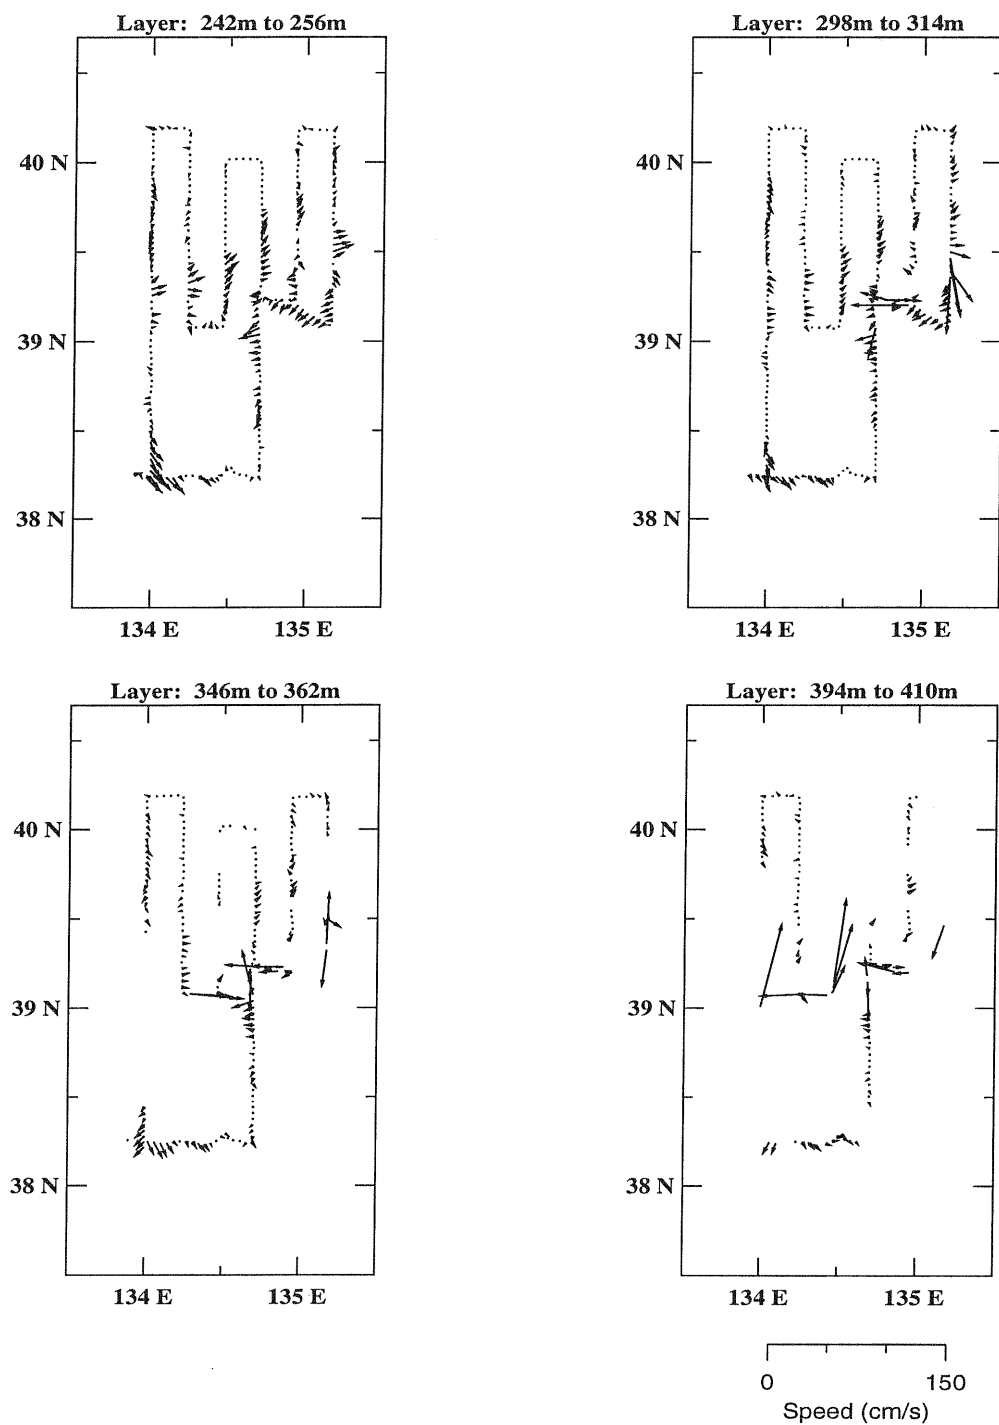 Layer: 242m to 256m
Layer: 298m to 314m
40 N
39 N
38 N
134 E
135 E
40 N
39 N
38 N
134 E
135 E
Layer: 346m to 362m
Layer: 394m to 410m
40 N
39 N
38 N
134 E
135 E
40 N
39 N
38 N
134 E
135 E
0
150
Speed (cm/s)